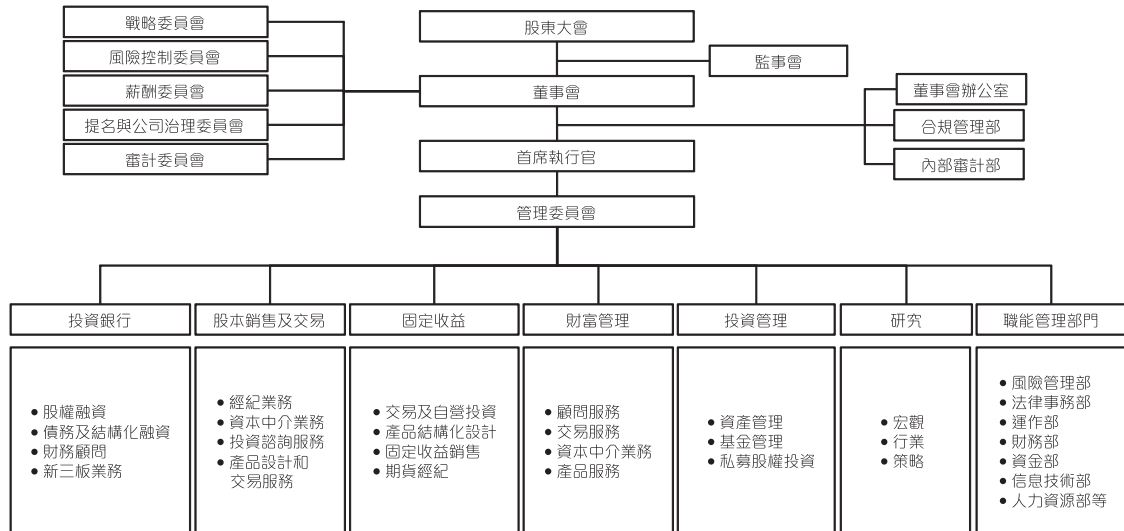 戰略委員會
風險控制委員會
薪酬委員會
提名與公司治理委員會
審計委員會
股東大會
監事會
董事會
董事會辦公室
合規管理部
內部審計部
首席執行官
管理委員會
投資銀行
股本銷售及交易
固定收益
財富管理
投資管理
研究
職能管理部門
• 股權融資
• 債務及結構化融資
• 財務顧問
• 新三板業務
• 經紀業務
• 資本中介業務
• 投資諮詢服務
• 產品設計和
交易服務
• 交易及自營投資
• 產品結構化設計
• 固定收益銷售
• 期貨經紀
• 顧問服務
• 交易服務
• 資本中介業務
• 產品服務
• 資產管理
• 基金管理
• 私募股權投資
• 宏觀
• 行業
• 策略
• 風險管理部
• 法律事務部
• 運作部
• 財務部
• 資金部
• 信息技術部
• 人力資源部等